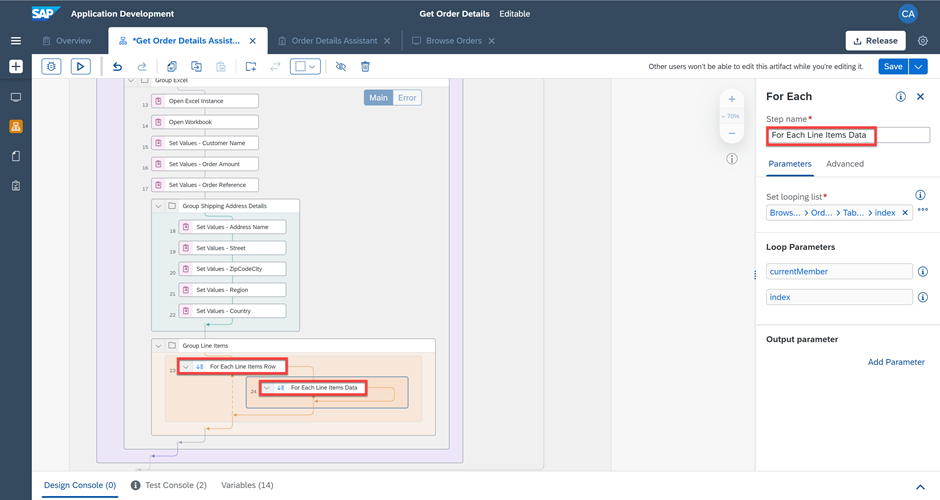 SAP Application Development Get Order Details Editable CA
Overview *Get Order Details Assist... Order Details Assistant Browse Orders Release
Other users won't be able to edit this artifact while you're editing it. Save
Group Excel
Main Error
13 Open Excel Instance
14 Open Workbook
15 Set Values - Customer Name
16 Set Values - Order Amount
17 Set Values - Order Reference
Group Shipping Address Details
18 Set Values - Address Name
19 Set Values - Street
20 Set Values - ZipCodeCity
21 Set Values - Region
22 Set Values - Country
Group Line Items
23 For Each Line Items Row
24 For Each Line Items Data
70%
For Each
Step name*
For Each Line Items Data
Parameters Advanced
Set looping list*
Brows... > Ord... > Tab... > index
Loop Parameters
currentMember
index
Output parameter
Add Parameter
Design Console (0) Test Console (2) Variables (14)